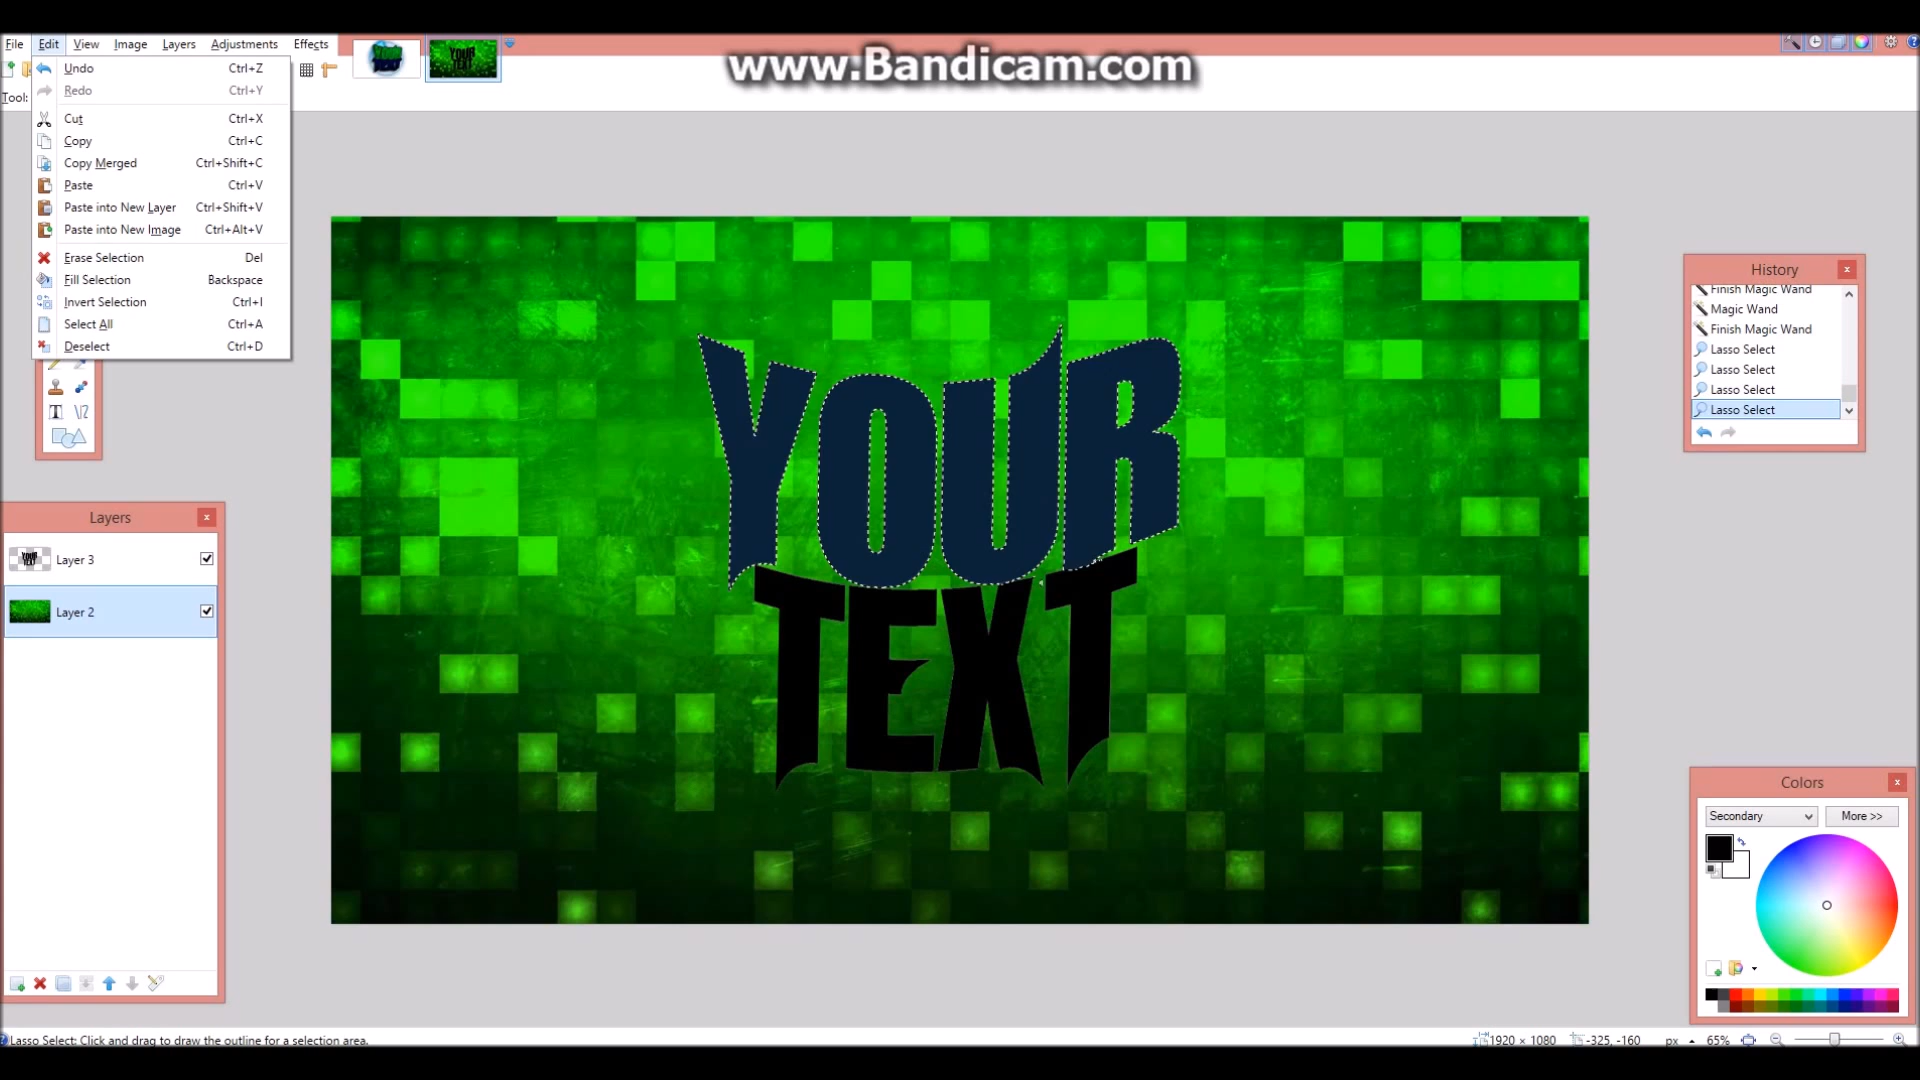 www.Bandicam.com
File Edit View Image Layers Adjustments Effects
Undo Ctrl+Z
Redo Ctrl+Y
Tool:
Cut Ctrl+X
Copy Ctrl+C
Copy Merged Ctrl+Shift+C
Paste Ctrl+V
Paste into New Layer Ctrl+Shift+V
Paste into New Image Ctrl+Alt+V
Erase Selection Del
Fill Selection Backspace
Invert Selection Ctrl+I
Select All Ctrl+A
Deselect Ctrl+D
YOUR
TEXT
History
Finish Magic Wand
Magic Wand
Finish Magic Wand
Lasso Select
Lasso Select
Lasso Select
Lasso Select
Layers
Layer 3
Layer 2
Colors
Secondary More >>
Lasso Select: Click and drag to draw the outline for a selection area.
1920 × 1080 -325, -160 px 65%